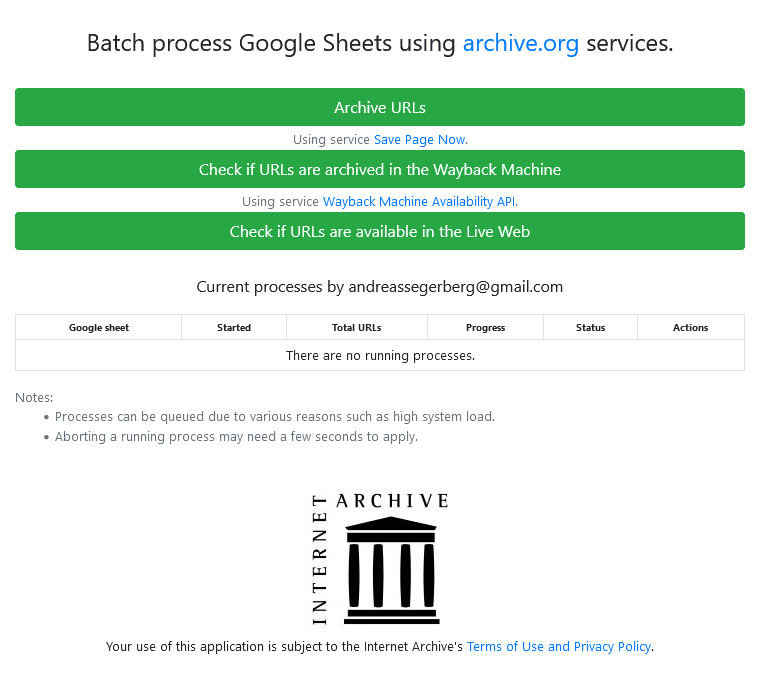 Batch process Google Sheets using archive.org services.
Archive URLs
Using service Save Page Now.
Check if URLs are archived in the Wayback Machine
Using service Wayback Machine Availability API.
Check if URLs are available in the Live Web
Current processes by andreassegerberg@gmail.com
Google sheet Started Total URLs Progress Status Actions
There are no running processes.
Notes:
• Processes can be queued due to various reasons such as high system load.
• Aborting a running process may need a few seconds to apply.
INTERNET
ARCHIVE
Your use of this application is subject to the Internet Archive's Terms of Use and Privacy Policy.